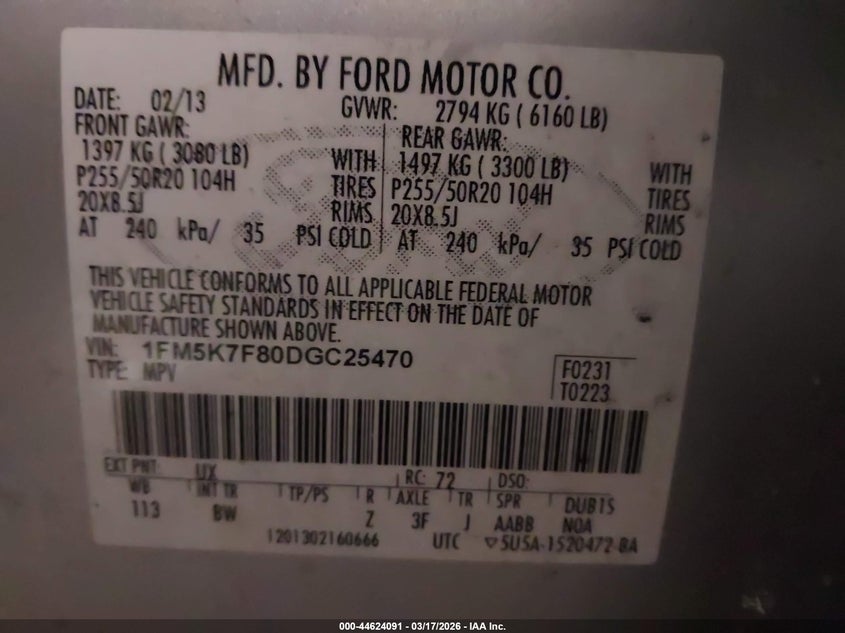 MFD. BY FORD MOTOR CO.
DATE: 02/13 GVWR: 2794 KG ( 6160 LB)
FRONT GAWR: REAR GAWR:
1397 KG ( 3080 LB) WITH 1497 KG ( 3300 LB) WITH
P255/50R20 104H TIRES P255/50R20 104H TIRES
20X8.5J RIMS 20X8.5J RIMS
AT 240 kPa/ 35 PSI COLD AT 240 kPa/ 35 PSI COLD
THIS VEHICLE CONFORMS TO ALL APPLICABLE FEDERAL MOTOR
VEHICLE SAFETY STANDARDS IN EFFECT ON THE DATE OF
MANUFACTURE SHOWN ABOVE.
VIN: 1FM5K7F80DGC25470
TYPE: MPV
F0231
T0223
EXT PNT: UX RC: 72 DSO:
WB INT TR TP/PS R AXLE TR SPR DUB1S
113 BW Z 3F J AABB NOA
1201302160666 UTC ▽5U5A-1520472-BA
000-44624091 - 03/17/2026 - IAA Inc.